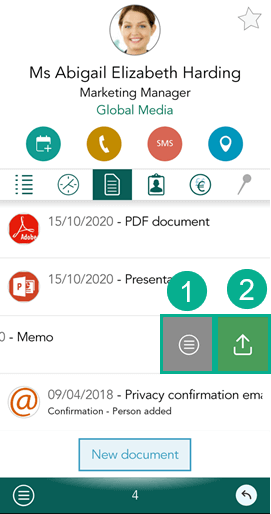 Ms Abigail Elizabeth Harding
Marketing Manager
Global Media
SMS
Adobe
15/10/2020 - PDF document
P
15/10/2020 - Presenta
1
2
0 - Memo
@
09/04/2018 - Privacy confirmation ema
Confirmation - Person added
New document
4